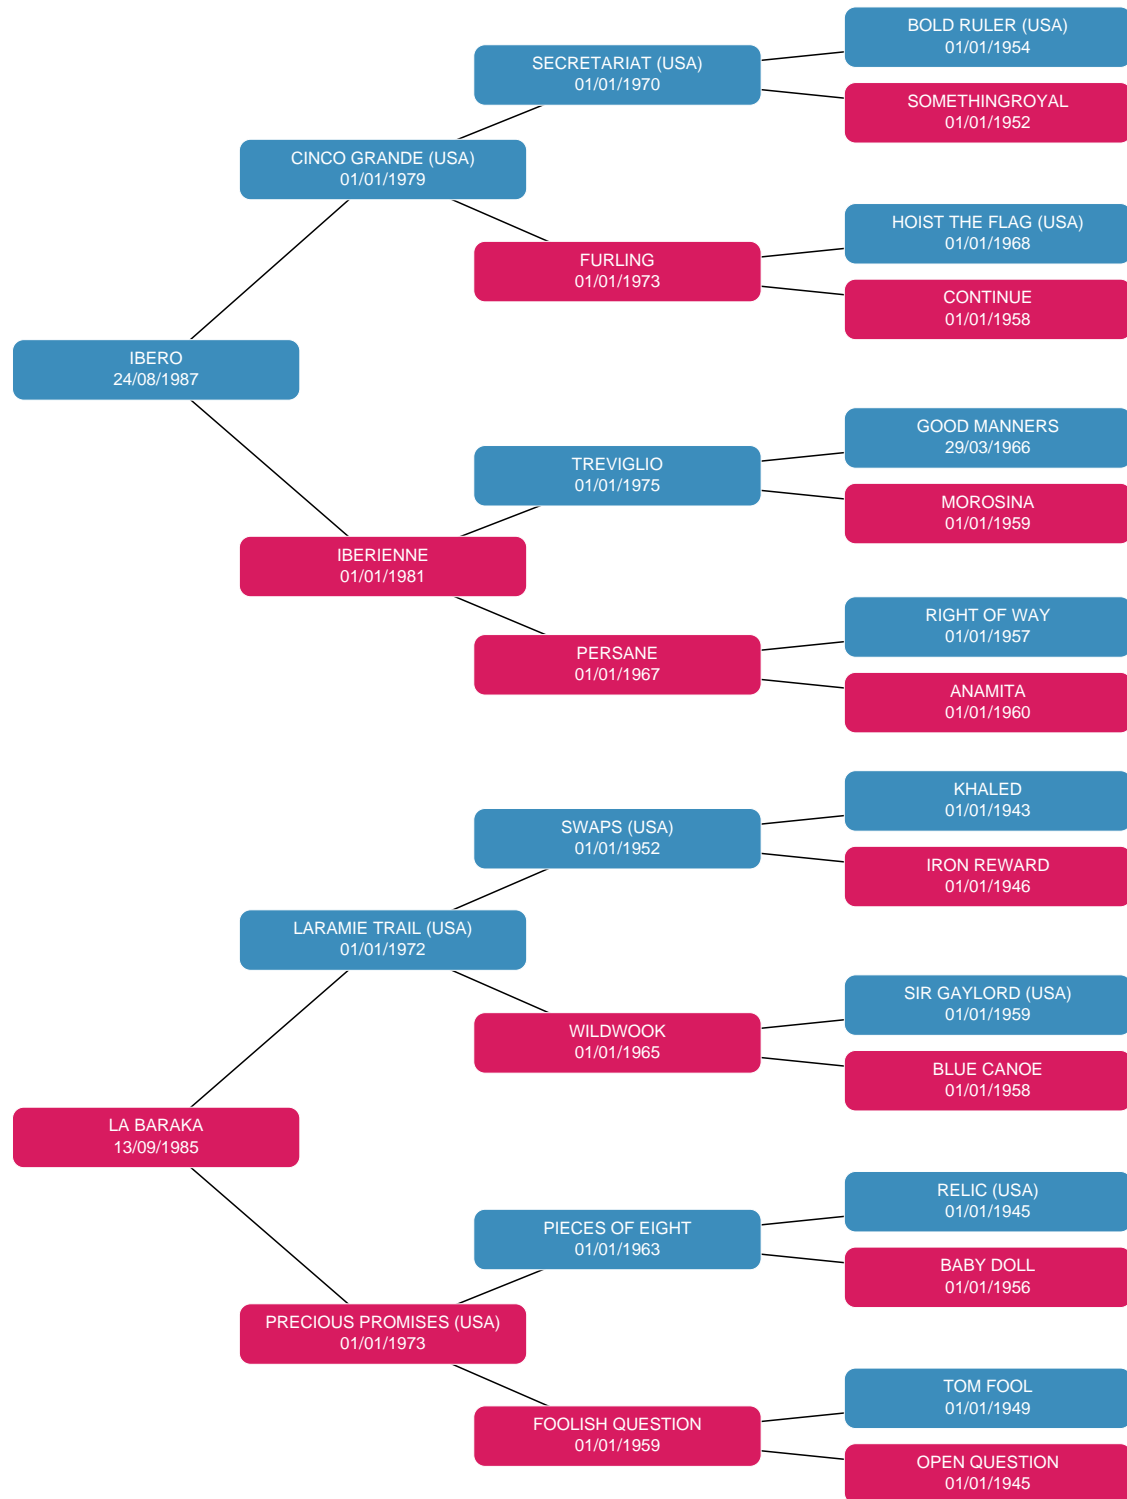 BOLD RULER (USA)
01/01/1954
SECRETARIAT (USA)
01/01/1970
SOMETHINGROYAL
01/01/1952
CINCO GRANDE (USA)
01/01/1979
HOIST THE FLAG (USA)
01/01/1968
FURLING
01/01/1973
CONTINUE
01/01/1958
IBERO
24/08/1987
GOOD MANNERS
29/03/1966
TREVIGLIO
01/01/1975
MOROSINA
01/01/1959
IBERIENNE
01/01/1981
RIGHT OF WAY
01/01/1957
PERSANE
01/01/1967
ANAMITA
01/01/1960
KHALED
01/01/1943
SWAPS (USA)
01/01/1952
IRON REWARD
01/01/1946
LARAMIE TRAIL (USA)
01/01/1972
SIR GAYLORD (USA)
01/01/1959
WILDWOOK
01/01/1965
BLUE CANOE
01/01/1958
LA BARAKA
13/09/1985
RELIC (USA)
01/01/1945
PIECES OF EIGHT
01/01/1963
BABY DOLL
01/01/1956
PRECIOUS PROMISES (USA)
01/01/1973
TOM FOOL
01/01/1949
FOOLISH QUESTION
01/01/1959
OPEN QUESTION
01/01/1945